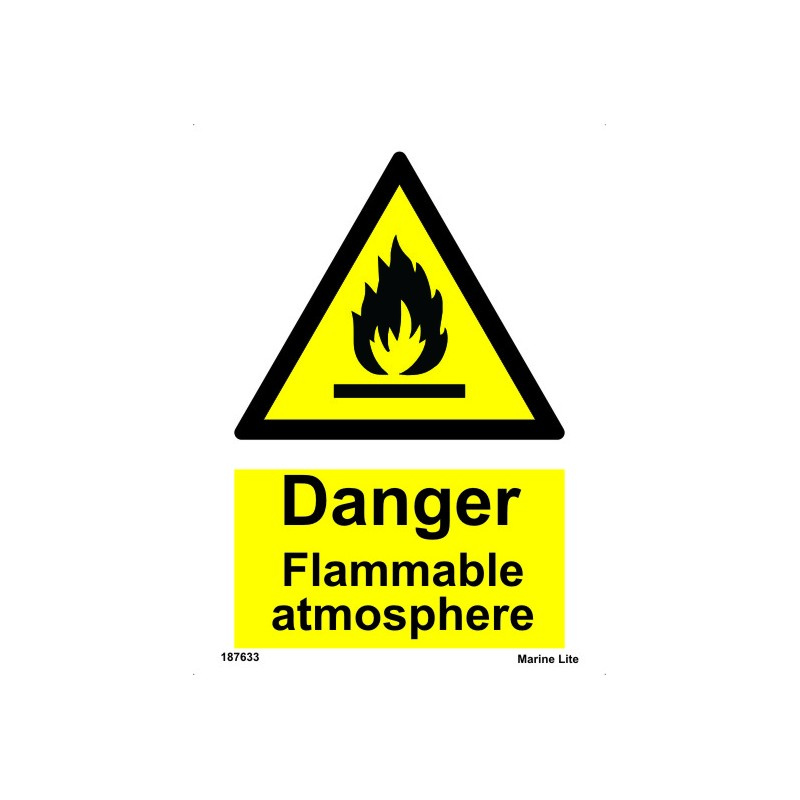 Danger
Flammable
atmosphere
187633
Marine Lite